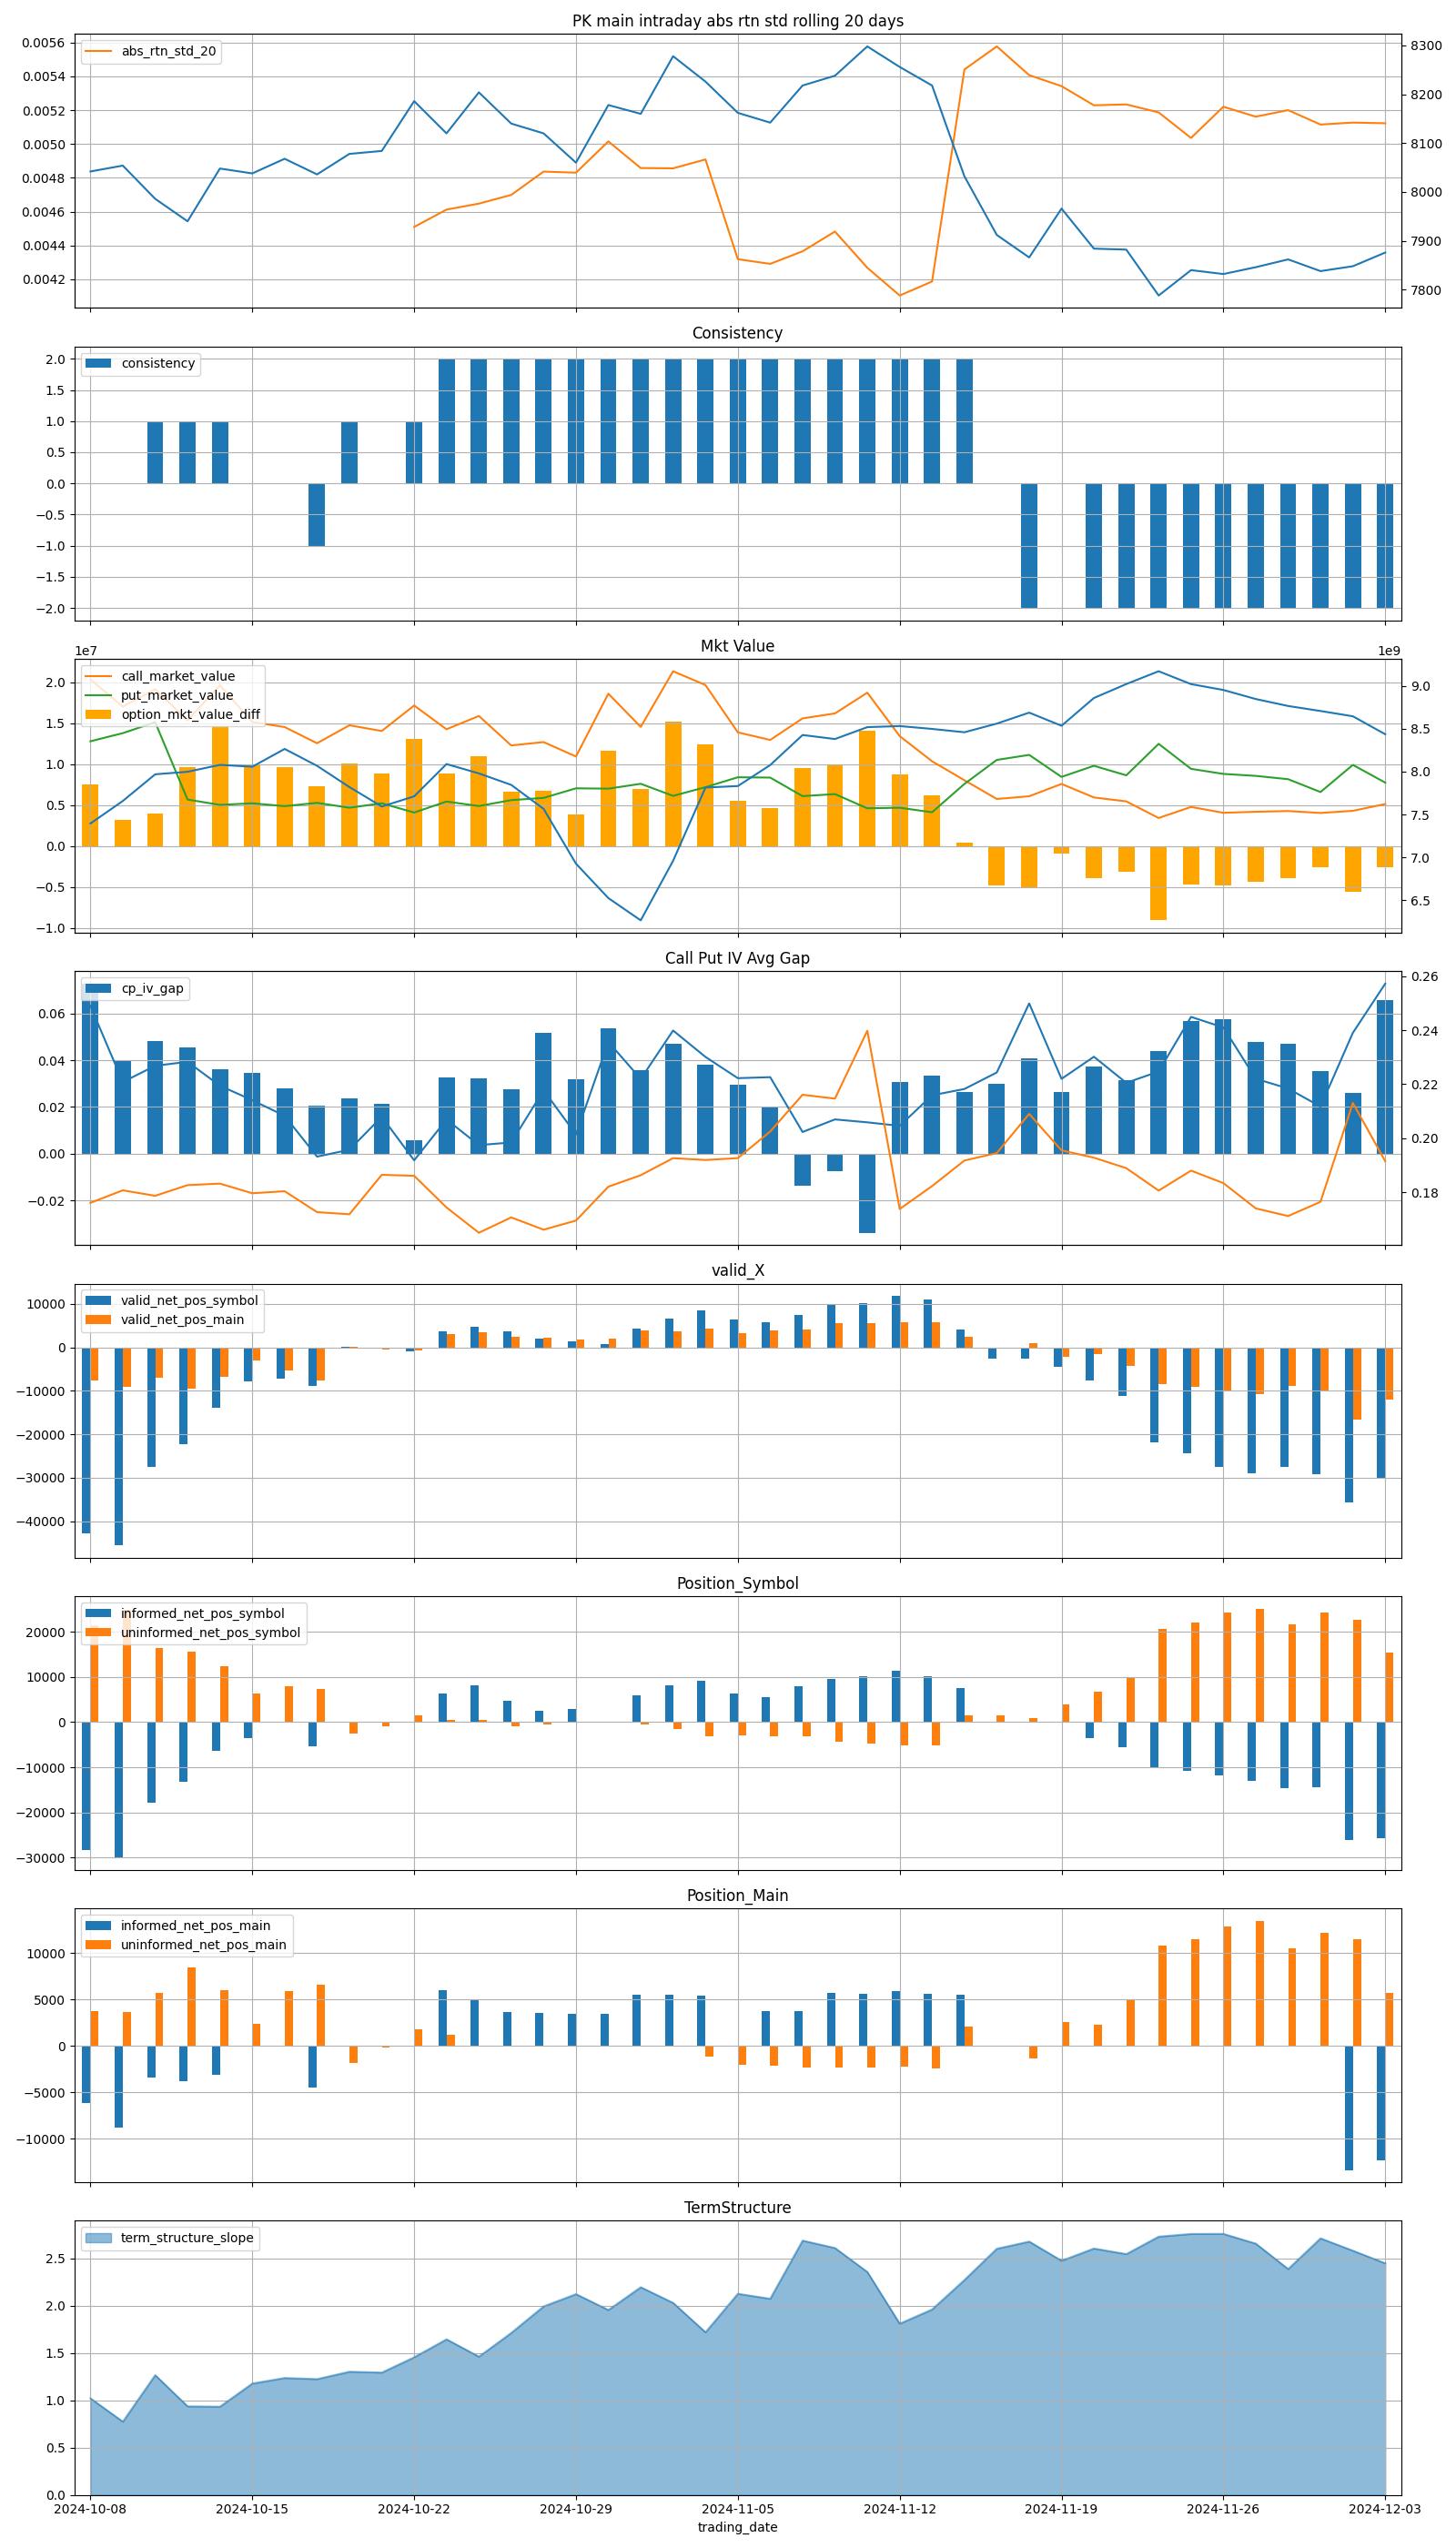 PK main intraday abs rtn std rolling 20 days
abs_rtn_std_20
0.0056
0.0054
0.0052
0.0050
0.0048
0.0046
0.0044
0.0042
8300
8200
8100
8000
7900
7800
Consistency
consistency
2.0
1.5
1.0
0.5
0.0
−0.5
−1.0
−1.5
−2.0
Mkt Value
1e7
1e9
call_market_value
put_market_value
option_mkt_value_diff
2.0
1.5
1.0
0.5
0.0
−0.5
−1.0
9.0
8.5
8.0
7.5
7.0
6.5
Call Put IV Avg Gap
cp_iv_gap
0.06
0.04
0.02
0.00
−0.02
0.26
0.24
0.22
0.20
0.18
valid_X
valid_net_pos_symbol
valid_net_pos_main
10000
0
−10000
−20000
−30000
−40000
Position_Symbol
informed_net_pos_symbol
uninformed_net_pos_symbol
20000
10000
0
−10000
−20000
−30000
Position_Main
informed_net_pos_main
uninformed_net_pos_main
10000
5000
0
−5000
−10000
TermStructure
term_structure_slope
2.5
2.0
1.5
1.0
0.5
0.0
2024-10-08 2024-10-15 2024-10-22 2024-10-29 2024-11-05 2024-11-12 2024-11-19 2024-11-26 2024-12-03
trading_date